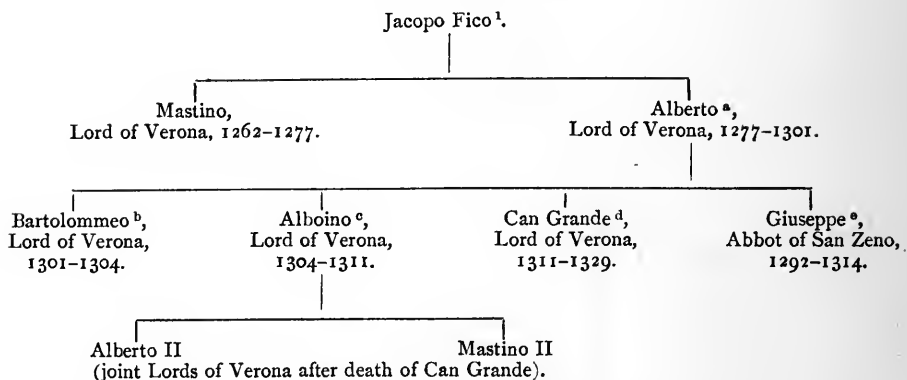 Jacopo Fico ¹.
Mastino,
Lord of Verona, 1262–1277.
Alberto ᵃ,
Lord of Verona, 1277–1301.
Bartolommeo ᵇ,
Lord of Verona,
1301–1304.
Alboino ᶜ,
Lord of Verona,
1304–1311.
Can Grande ᵈ,
Lord of Verona,
1311–1329.
Giuseppe ᵉ,
Abbot of San Zeno,
1292–1314.
Alberto II Mastino II
(joint Lords of Verona after death of Can Grande).